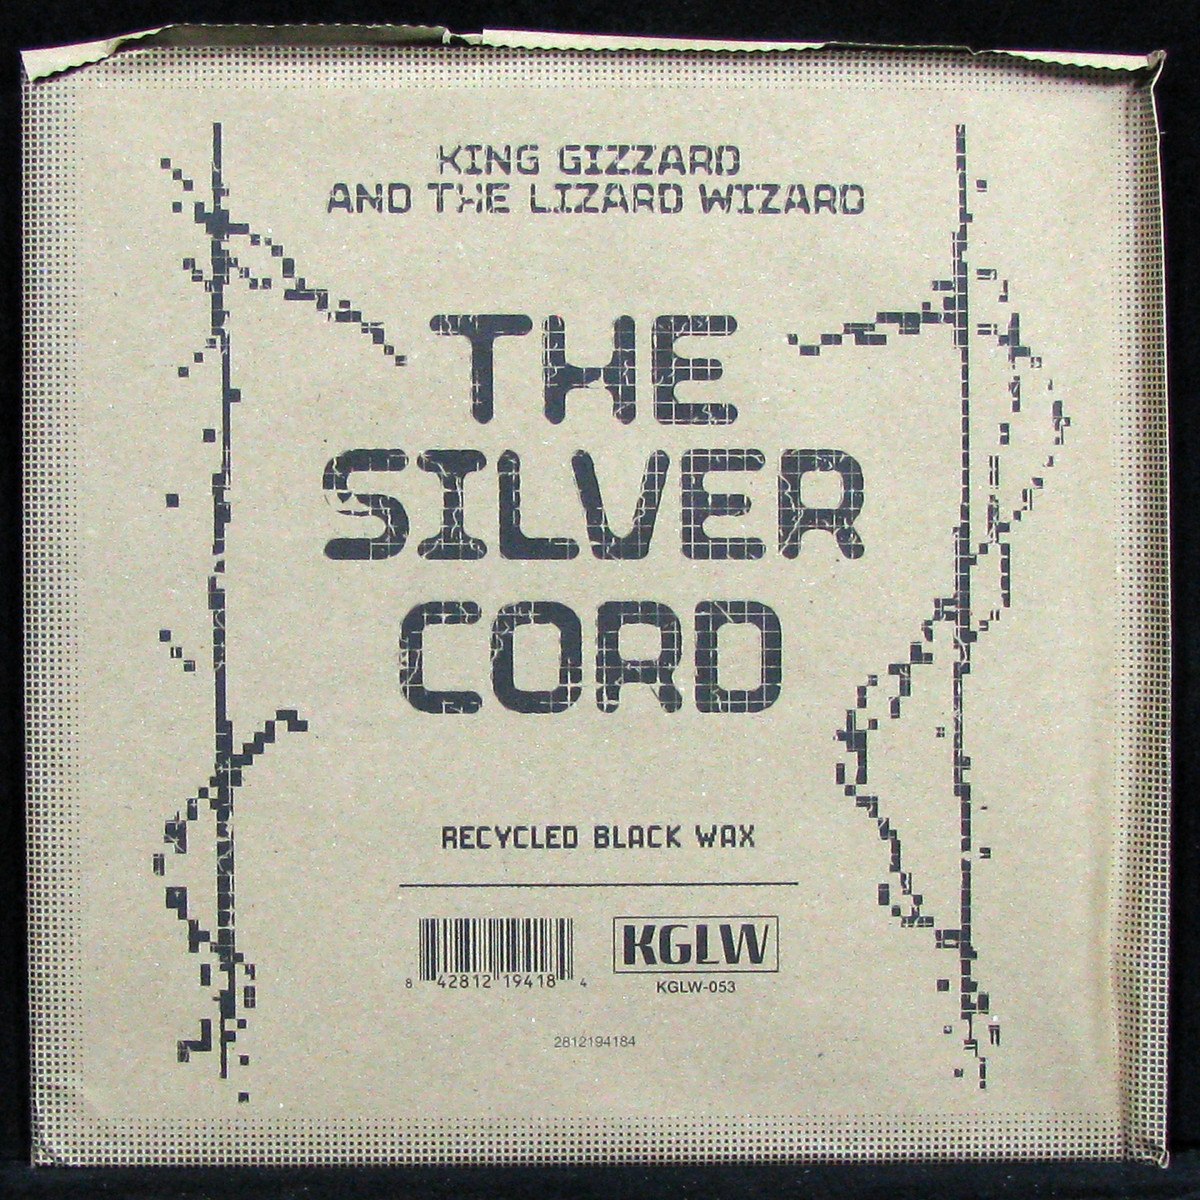 KING GIZZARD
AND THE LIZARD WIZARD
THE
SILVER
CORD
RECYCLED BLACK WAX
8 42812 19418 4
KGLW
KGLW-053
2812194184